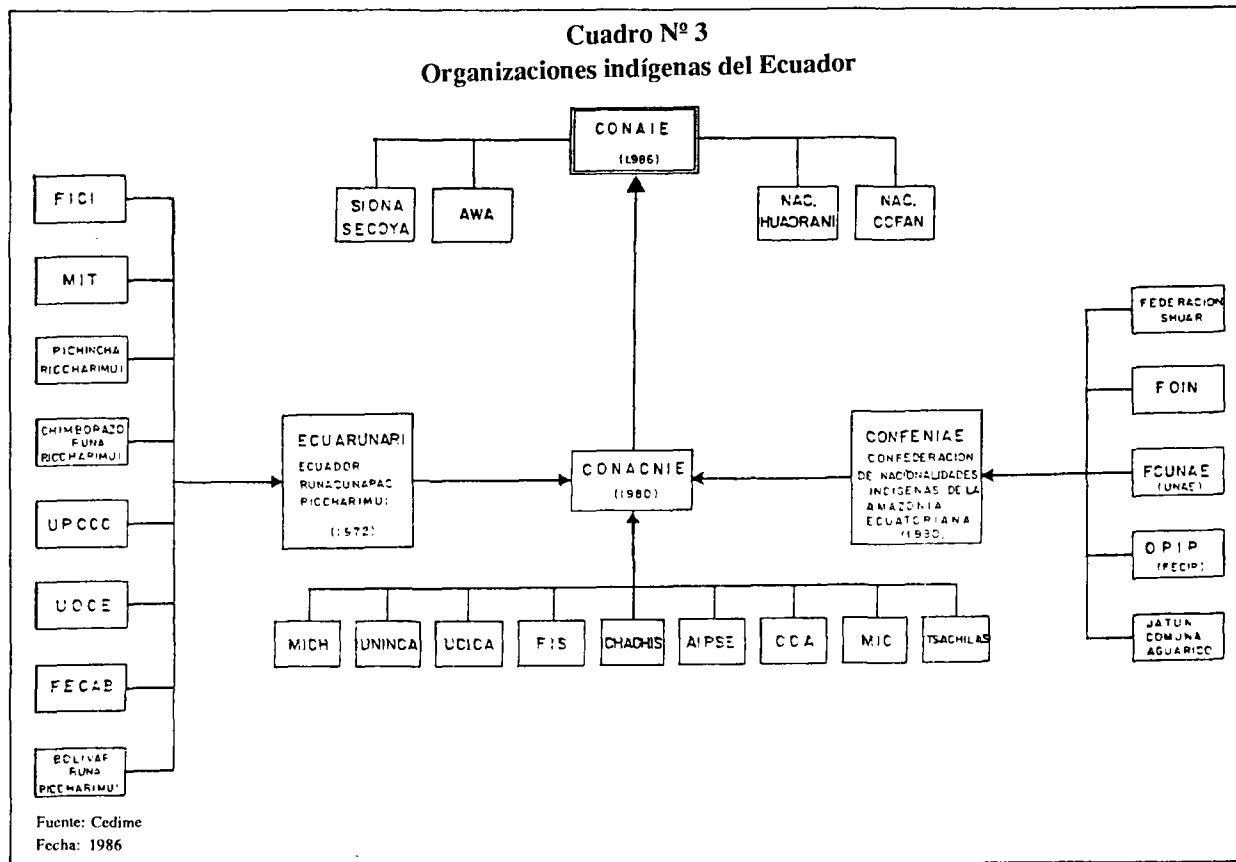 Cuadro Nº 3
Organizaciones indígenas del Ecuador
CONAIE
(1986)
SIONA
SECOYA
AWA
NAC.
HUAORANI
NAC.
COFAN
FICI
MIT
PICHINCHA
RICCHARIMUI
CHIMBORAZO
RUNA
RICCHARIMUI
UPCCC
UOCE
FECAB
BOLIVAR
RUNA
RICCHARIMUI
ECUARUNARI
ECUADOR
RUNACUNAPAC
RICCHARIMUI
(1972)
CONACNIE
(1980)
CONFENIAE
CONFEDERACION
DE NACIONALIDADES
INDIGENAS DE LA
AMAZONIA
ECUATORIANA
(1980)
FEDERACION
SHUAR
FOIN
FCUNAE
(UNAE)
OPIP
(FECIP)
JATUN
COMUNA
AGUARICO
MICH
UNINCA
UCICA
FIS
CHACHIS
AIPSE
CCA
MIC
TSACHILAS
Fuente: Cedime
Fecha: 1986